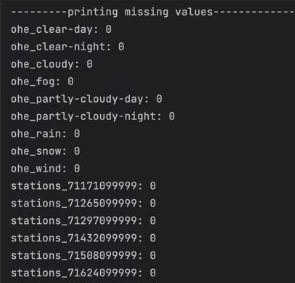 ---------printing missing values-------------
ohe_clear-day: 0
ohe_clear-night: 0
ohe_cloudy: 0
ohe_fog: 0
ohe_partly-cloudy-day: 0
ohe_partly-cloudy-night: 0
ohe_rain: 0
ohe_snow: 0
ohe_wind: 0
stations_71171099999: 0
stations_71265099999: 0
stations_71297099999: 0
stations_71432099999: 0
stations_71508099999: 0
stations_71624099999: 0